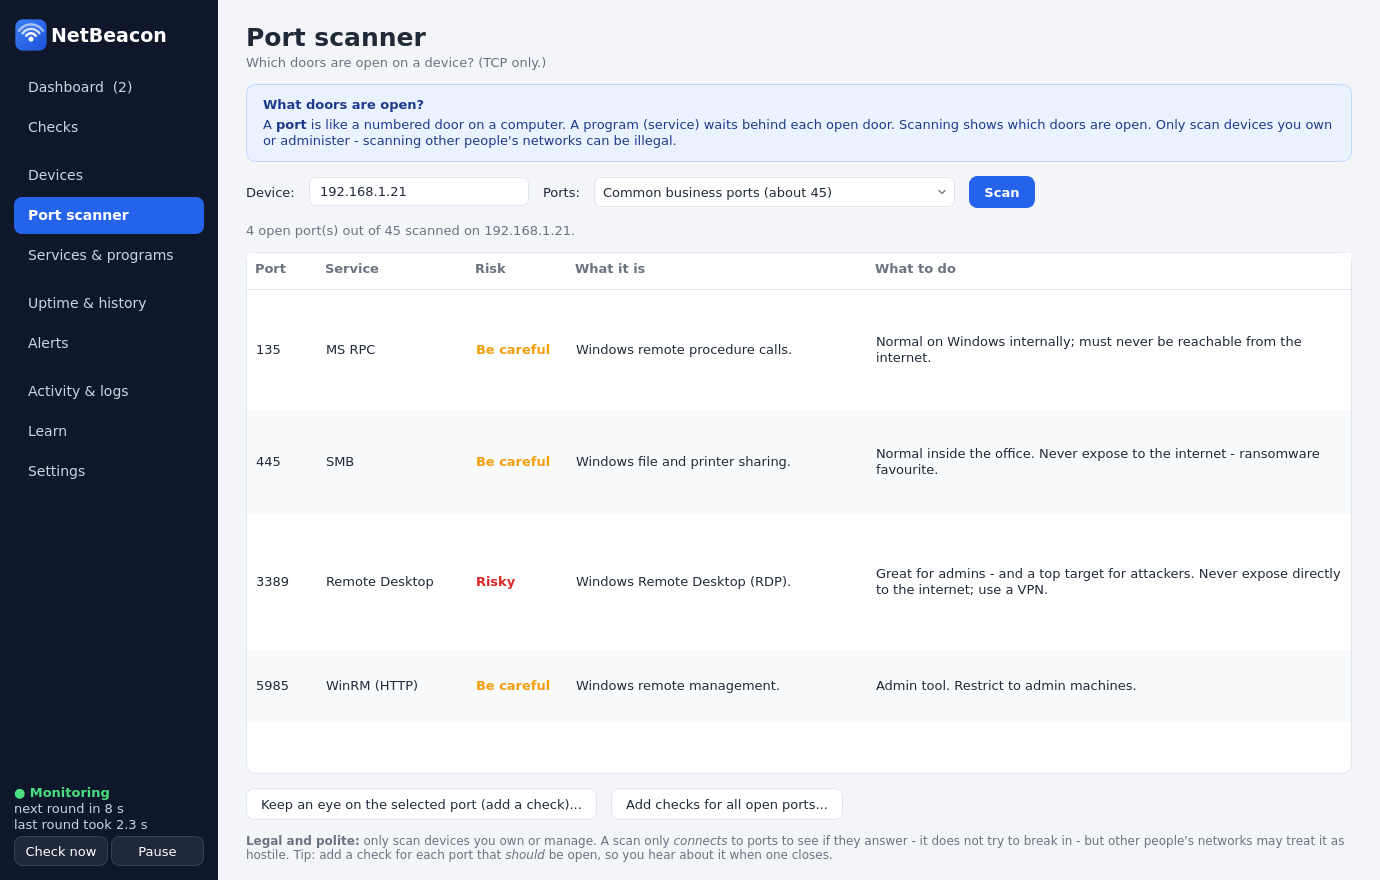 NetBeacon
Dashboard (2)
Checks
Devices
Port scanner
Services & programs
Uptime & history
Alerts
Activity & logs
Learn
Settings
● Monitoring
next round in 8 s
last round took 2.3 s
Check now
Pause
Port scanner
Which doors are open on a device? (TCP only.)
What doors are open?
A port is like a numbered door on a computer. A program (service) waits behind each open door. Scanning shows which doors are open. Only scan devices you own
or administer - scanning other people's networks can be illegal.
Device: 192.168.1.21 Ports: Common business ports (about 45) Scan
4 open port(s) out of 45 scanned on 192.168.1.21.
Port Service Risk What it is What to do
135 MS RPC Be careful Windows remote procedure calls. Normal on Windows internally; must never be reachable from the
internet.
445 SMB Be careful Windows file and printer sharing. Normal inside the office. Never expose to the internet - ransomware
favourite.
3389 Remote Desktop Risky Windows Remote Desktop (RDP). Great for admins - and a top target for attackers. Never expose directly
to the internet; use a VPN.
5985 WinRM (HTTP) Be careful Windows remote management. Admin tool. Restrict to admin machines.
Keep an eye on the selected port (add a check)... Add checks for all open ports...
Legal and polite: only scan devices you own or manage. A scan only connects to ports to see if they answer - it does not try to break in - but other people's networks may treat it as
hostile. Tip: add a check for each port that should be open, so you hear about it when one closes.